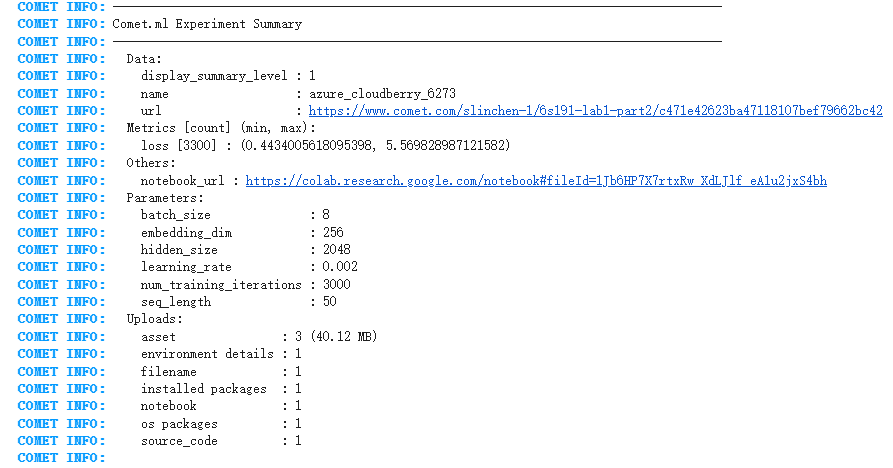 COMET INFO: ---------------------------------------------------------------------------------------
COMET INFO: Comet.ml Experiment Summary
COMET INFO: ---------------------------------------------------------------------------------------
COMET INFO:   Data:
COMET INFO:     display_summary_level : 1
COMET INFO:     name                  : azure_cloudberry_6273
COMET INFO:     url                   : https://www.comet.com/slinchen-1/6s191-lab1-part2/c471e42623ba47118107bef79662bc42
COMET INFO:   Metrics [count] (min, max):
COMET INFO:     loss [3300] : (0.4434005618095398, 5.569828987121582)
COMET INFO:   Others:
COMET INFO:     notebook_url : https://colab.research.google.com/notebook#fileId=1Jb6HP7X7rtxRw_XdLJlf_eA1u2jxS4bh
COMET INFO:   Parameters:
COMET INFO:     batch_size              : 8
COMET INFO:     embedding_dim           : 256
COMET INFO:     hidden_size             : 2048
COMET INFO:     learning_rate           : 0.002
COMET INFO:     num_training_iterations : 3000
COMET INFO:     seq_length              : 50
COMET INFO:   Uploads:
COMET INFO:     asset               : 3 (40.12 MB)
COMET INFO:     environment details : 1
COMET INFO:     filename            : 1
COMET INFO:     installed packages  : 1
COMET INFO:     notebook            : 1
COMET INFO:     os packages         : 1
COMET INFO:     source_code         : 1
COMET INFO: